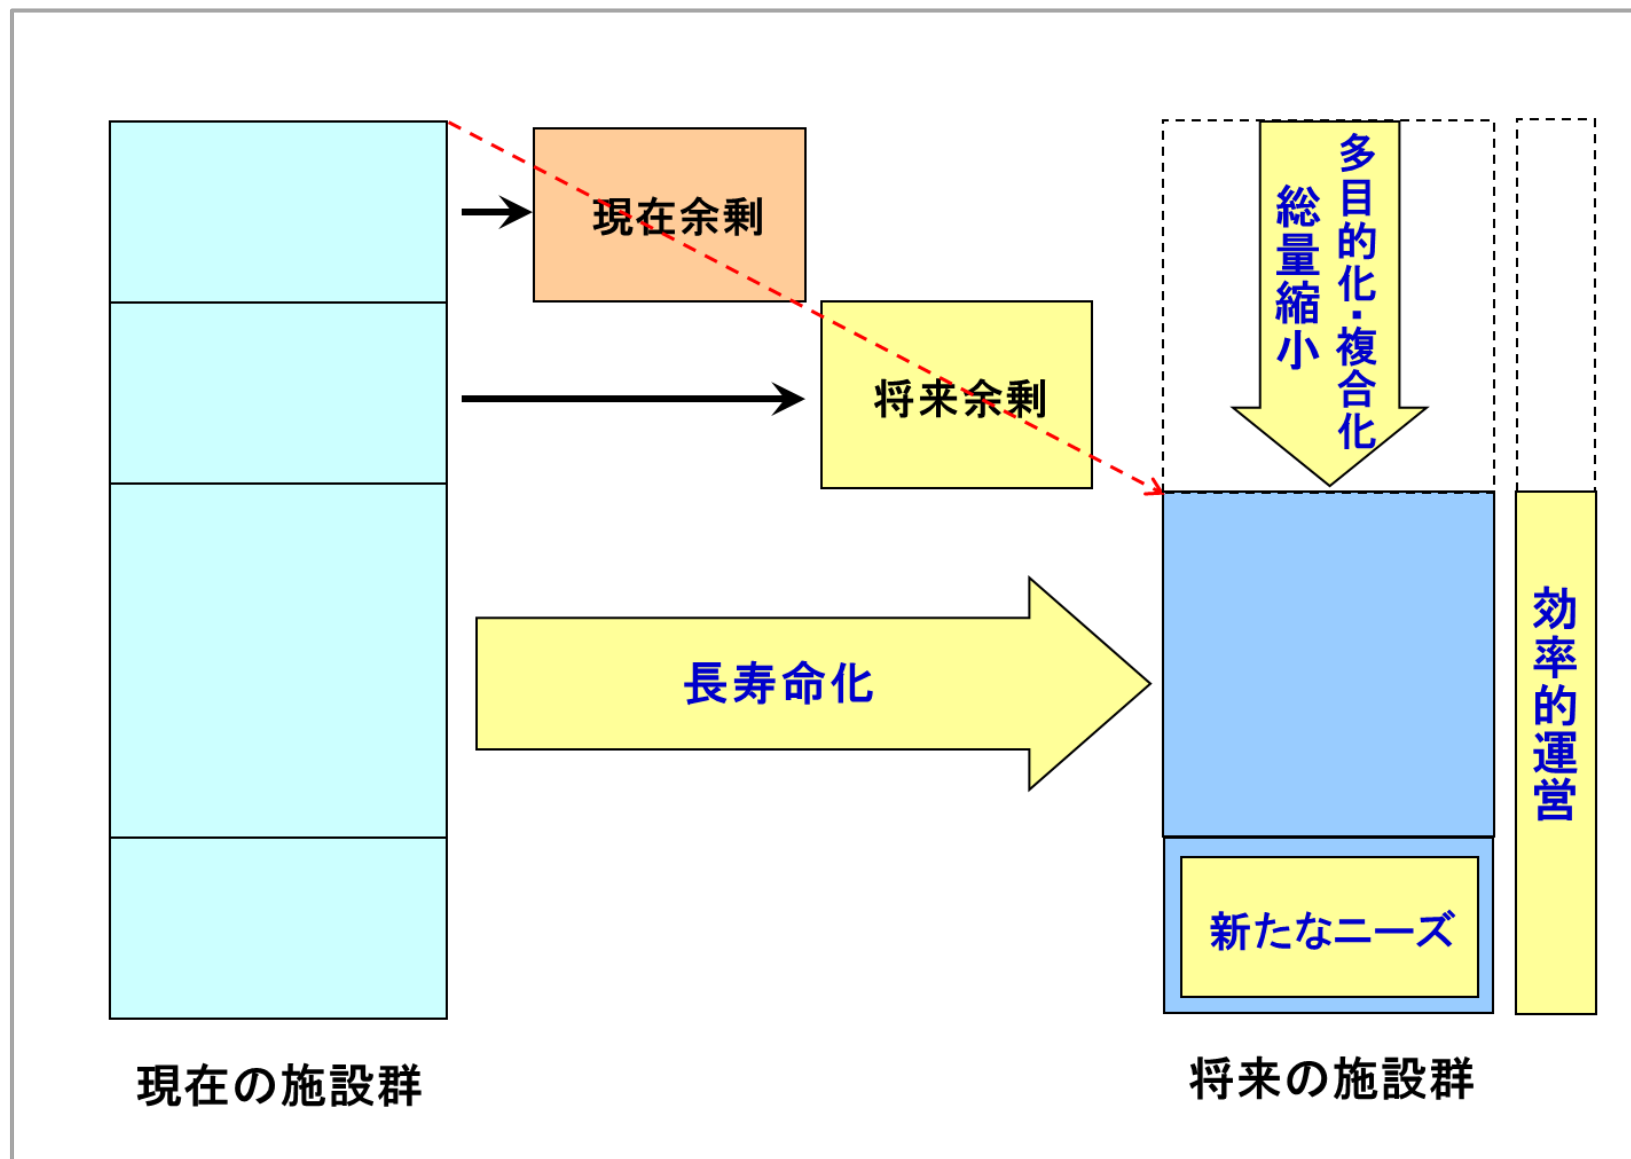 現在余剰
将来余剰
多目的化・複合化
総量縮小
長寿命化
効率的運営
新たなニーズ
現在の施設群
将来の施設群